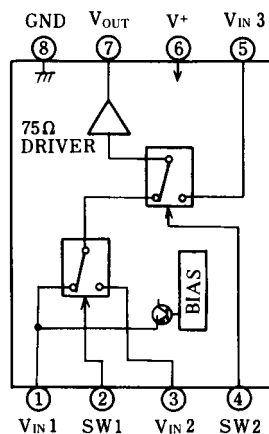 GND VOUT V+ VIN 3
8 7 6 5
75Ω
DRIVER
BIAS
1 2 3 4
VIN 1 SW1 VIN 2 SW2